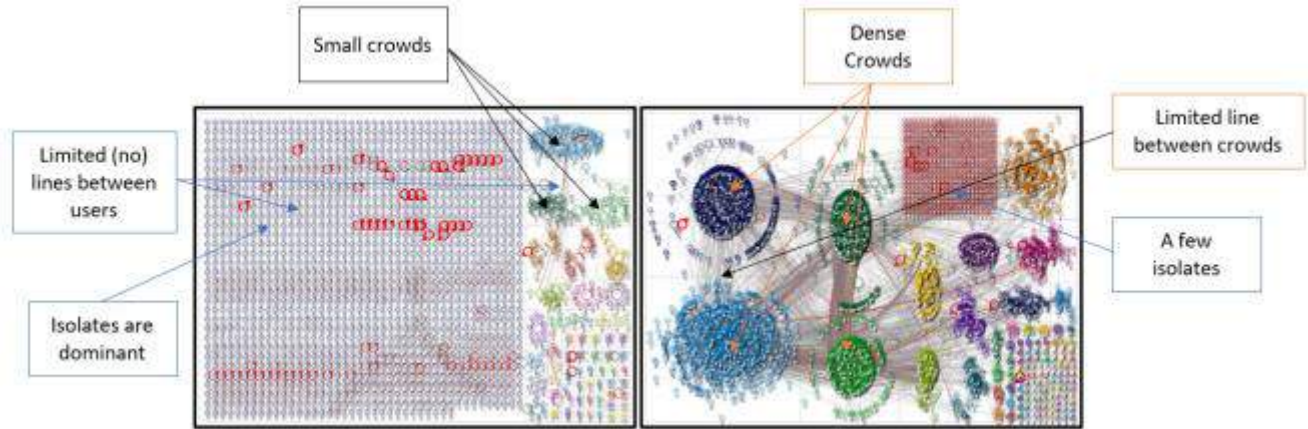 Small crowds
Dense
Crowds
Limited line
between crowds
Limited (no)
lines between
users
A few
isolates
Isolates are
dominant